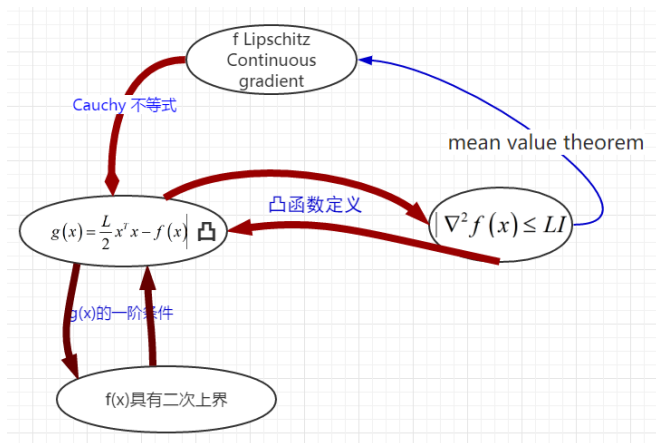 f Lipschitz
Continuous
gradient
Cauchy 不等式
mean value theorem
凸函数定义
g(x)=\frac{L}{2}x^T x-f(x)| 凸
|∇²f(x)≤LI
g(x)的一阶条件
f(x)具有二次上界